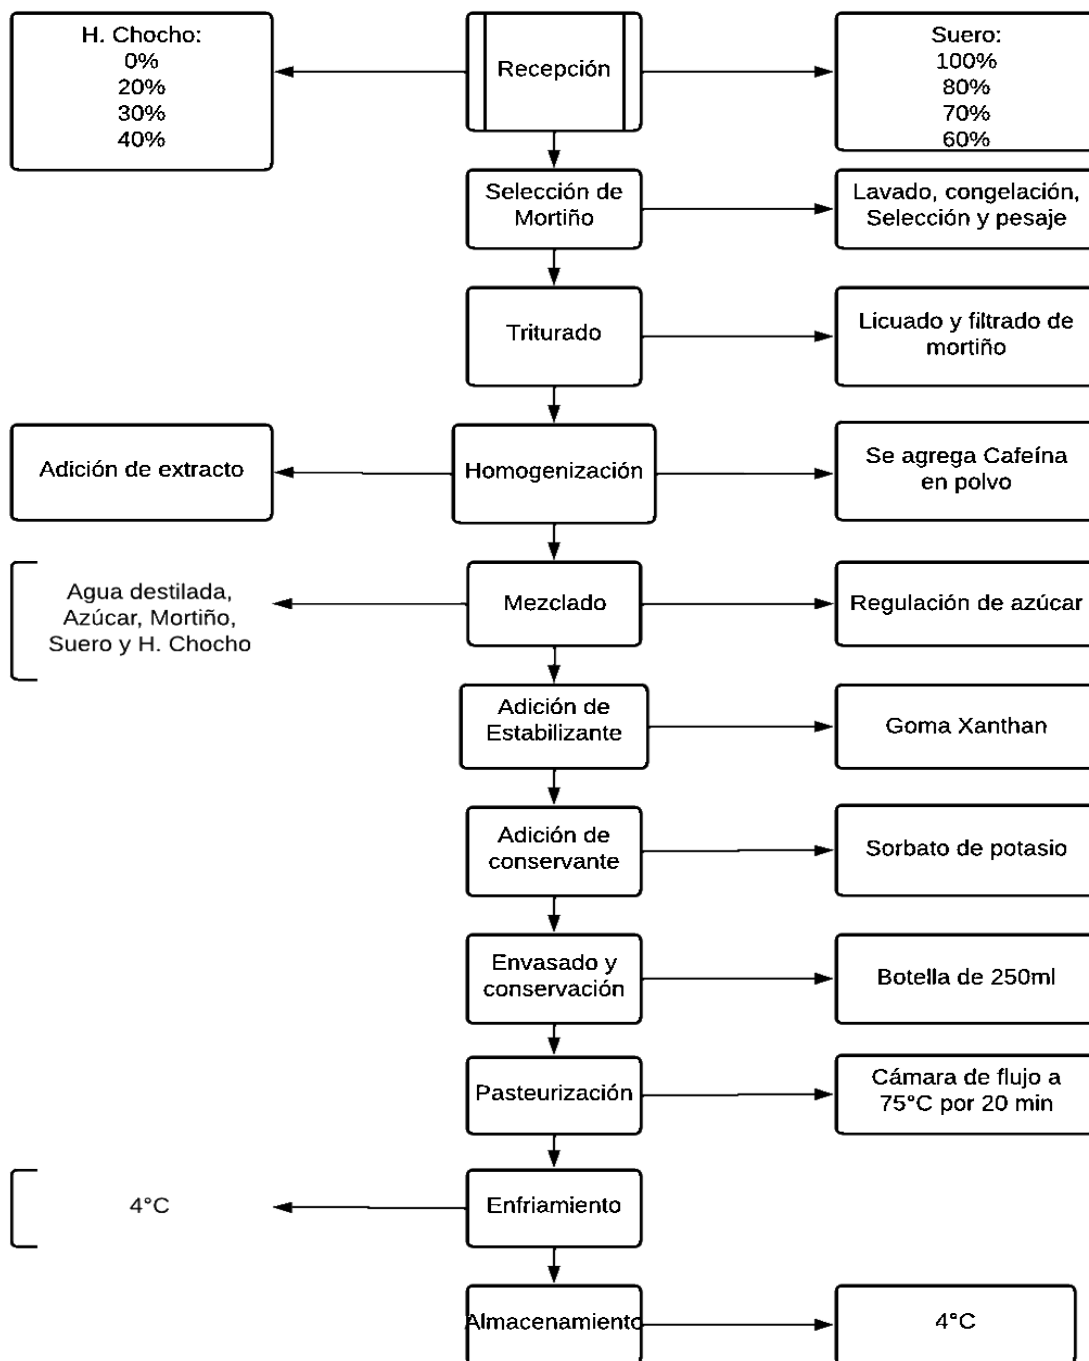 H. Chocho:
0%
20%
30%
40%
Recepción
Suero:
100%
80%
70%
60%
Selección de
Mortiño
Lavado, congelación,
Selección y pesaje
Triturado
Licuado y filtrado de
mortiño
Adición de extracto
Homogenización
Se agrega Cafeína
en polvo
Agua destilada,
Azúcar, Mortiño,
Suero y H. Chocho
Mezclado
Regulación de azúcar
Adición de
Estabilizante
Goma Xanthan
Adición de
conservante
Sorbato de potasio
Envasado y
conservación
Botella de 250ml
Pasteurización
Cámara de flujo a
75°C por 20 min
4°C
Enfriamiento
Almacenamiento
4°C